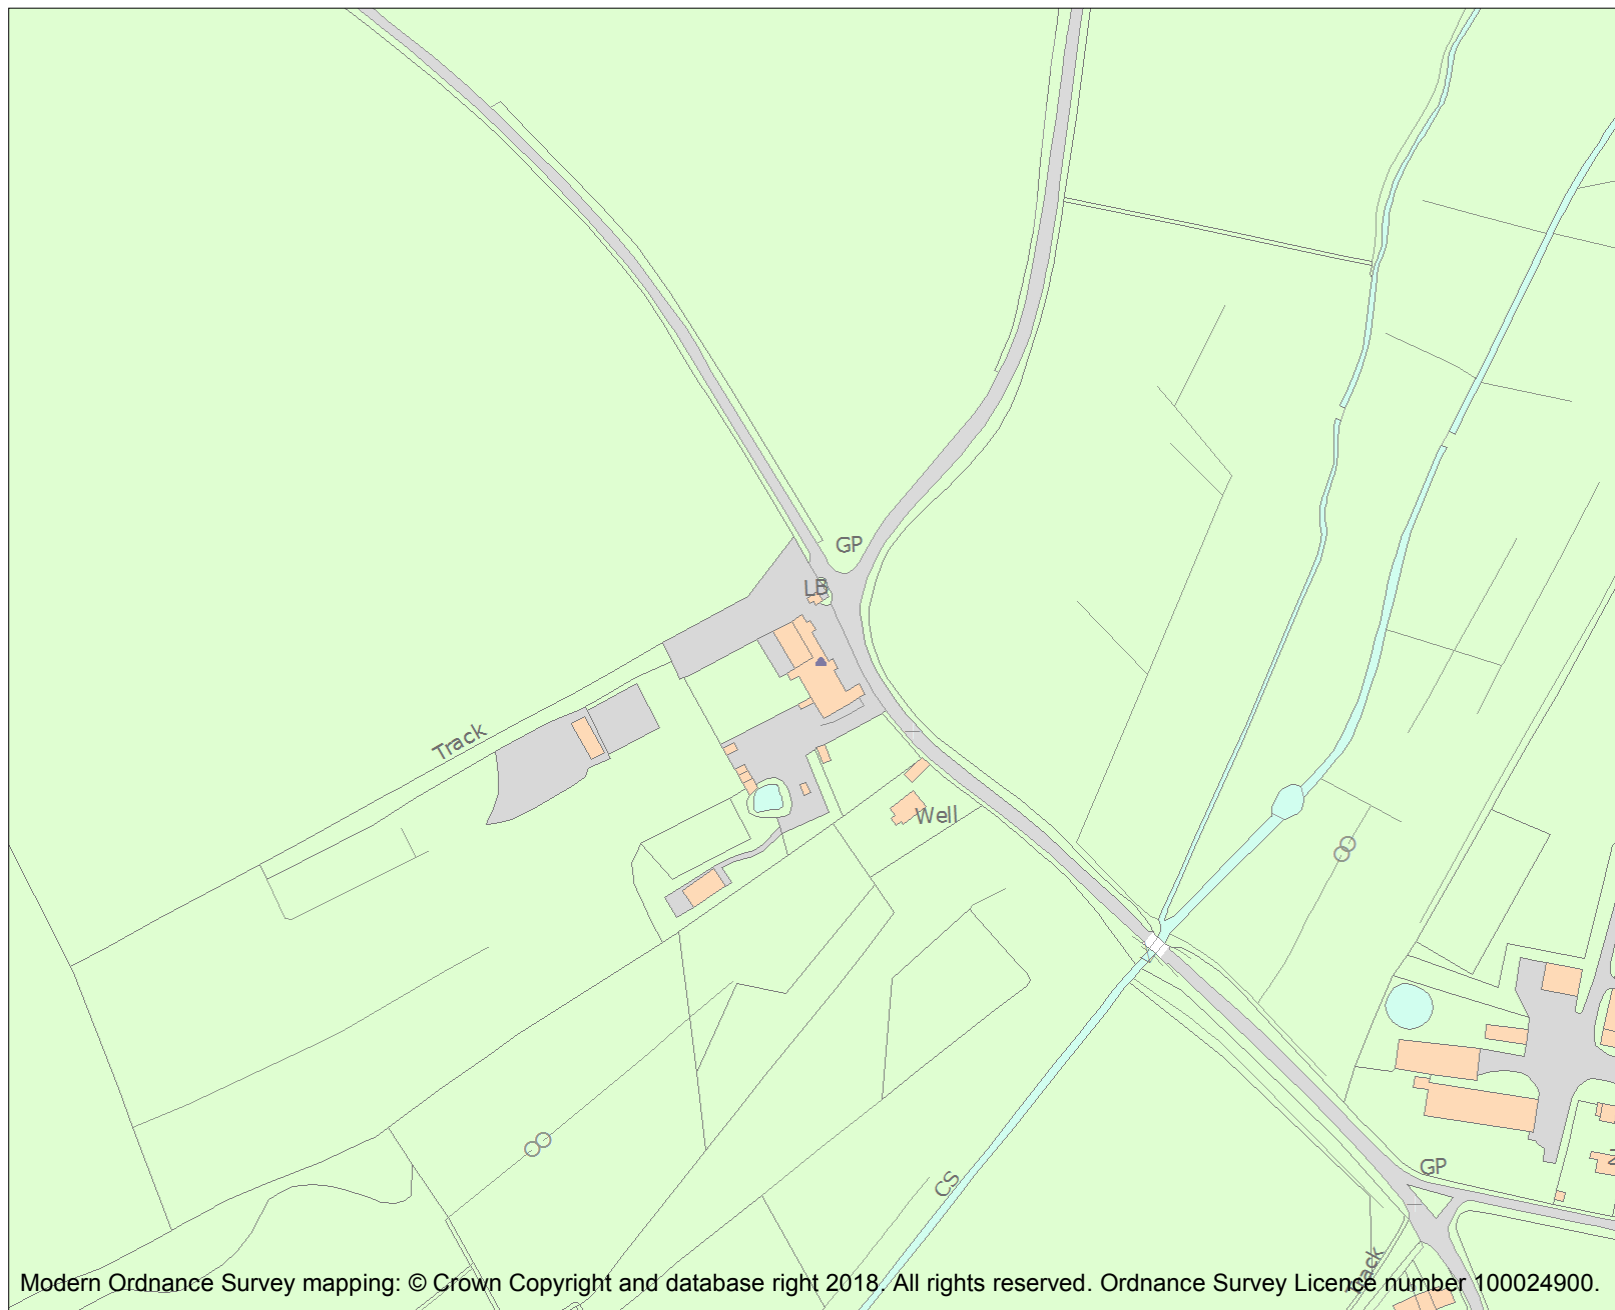 GP
LB
Track
Well
CS
GP
Track
Modern Ordnance Survey mapping: © Crown Copyright and database right 2018. All rights reserved. Ordnance Survey Licence number 100024900.